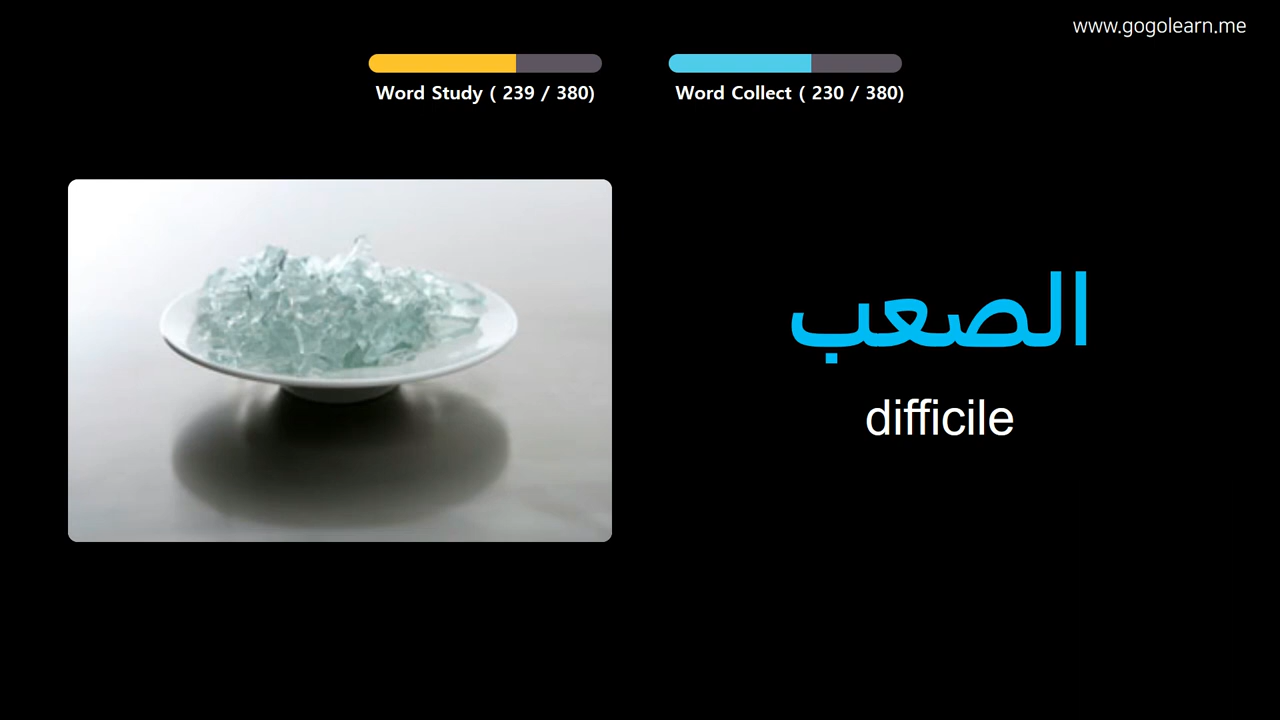 www.gogolearn.me
Word Study ( 239 / 380)
Word Collect ( 230 / 380)
الصعب
difficile